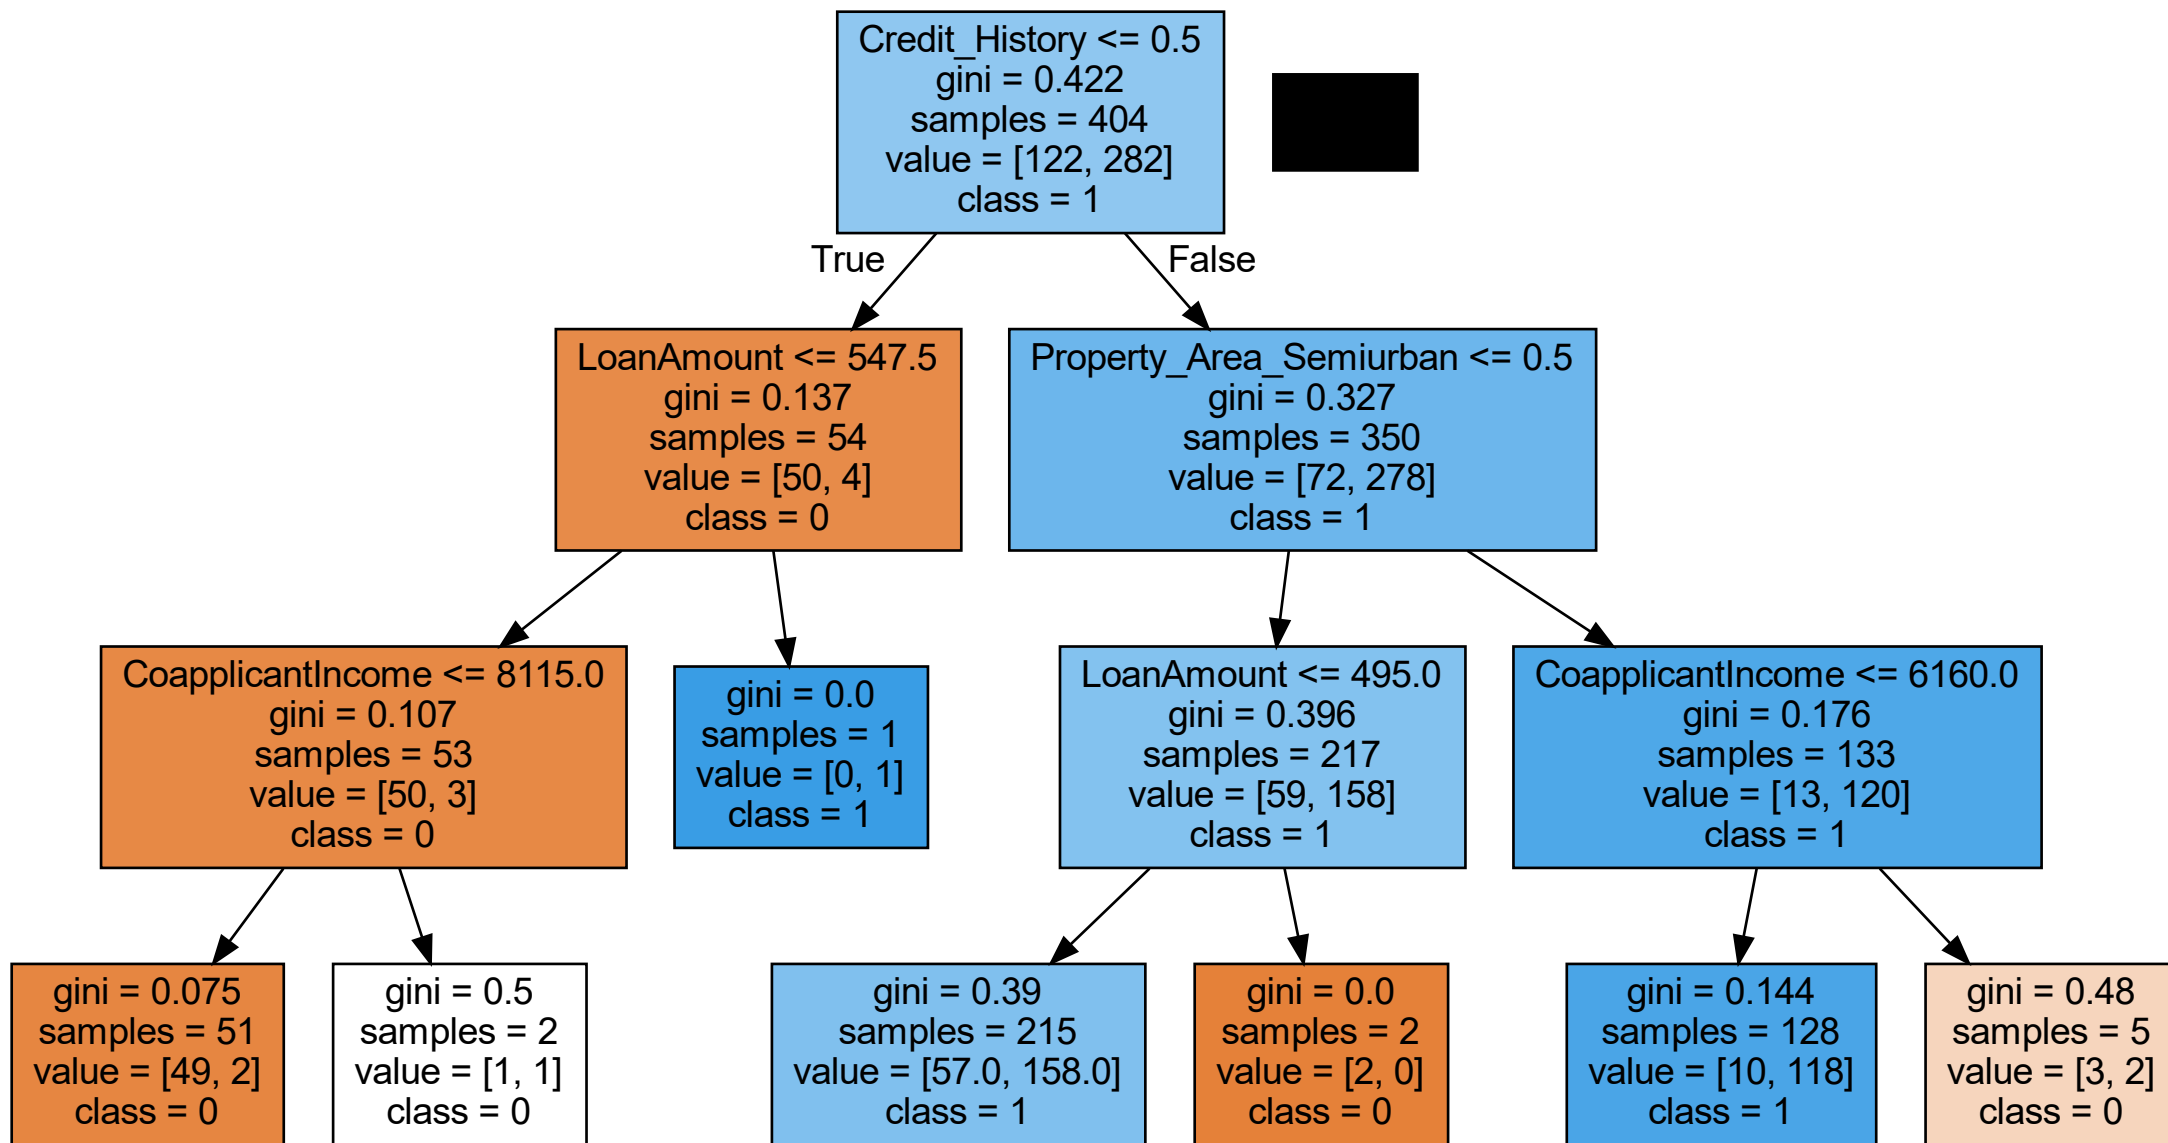 Credit_History <= 0.5
gini = 0.422
samples = 404
value = [122, 282]
class = 1
True
False
LoanAmount <= 547.5
gini = 0.137
samples = 54
value = [50, 4]
class = 0
Property_Area_Semiurban <= 0.5
gini = 0.327
samples = 350
value = [72, 278]
class = 1
CoapplicantIncome <= 8115.0
gini = 0.107
samples = 53
value = [50, 3]
class = 0
gini = 0.0
samples = 1
value = [0, 1]
class = 1
LoanAmount <= 495.0
gini = 0.396
samples = 217
value = [59, 158]
class = 1
CoapplicantIncome <= 6160.0
gini = 0.176
samples = 133
value = [13, 120]
class = 1
gini = 0.075
samples = 51
value = [49, 2]
class = 0
gini = 0.5
samples = 2
value = [1, 1]
class = 0
gini = 0.39
samples = 215
value = [57.0, 158.0]
class = 1
gini = 0.0
samples = 2
value = [2, 0]
class = 0
gini = 0.144
samples = 128
value = [10, 118]
class = 1
gini = 0.48
samples = 5
value = [3, 2]
class = 0